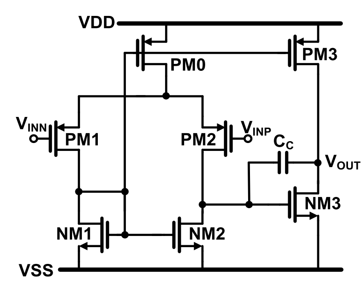 VDD
PM0
PM3
VINN
PM1
PM2
VINP
CC
VOUT
NM1
NM2
NM3
VSS